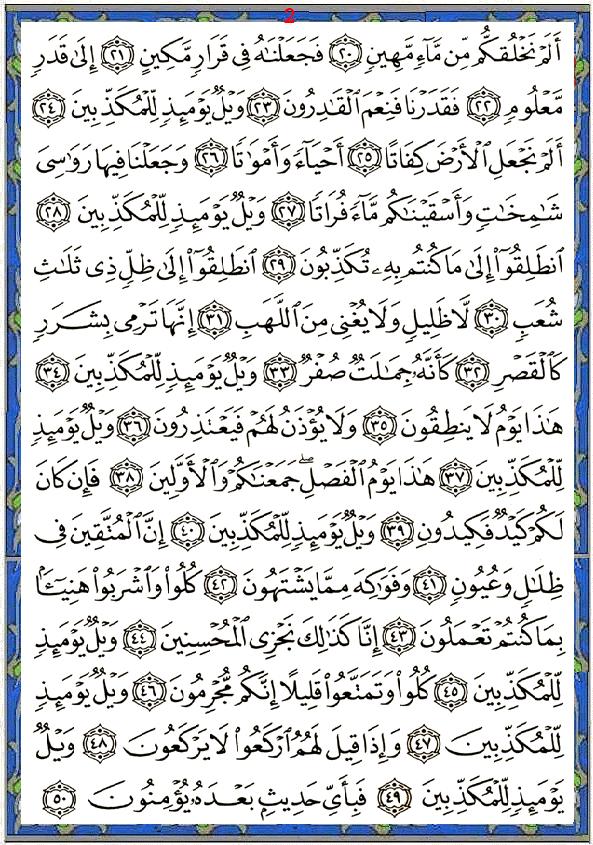 2
أَلَمۡ نَخۡلُقكُّم مِّن مَّآءٖ مَّهِينٖ ٢٠ فَجَعَلۡنَٰهُ فِي قَرَارٖ مَّكِينٍ ٢١ إِلَىٰ قَدَرٖ
مَّعۡلُومٖ ٢٢ فَقَدَرۡنَا فَنِعۡمَ ٱلۡقَٰدِرُونَ ٢٣ وَيۡلٞ يَوۡمَئِذٖ لِّلۡمُكَذِّبِينَ ٢٤
أَلَمۡ نَجۡعَلِ ٱلۡأَرۡضَ كِفَاتًا ٢٥ أَحۡيَآءٗ وَأَمۡوَٰتٗا ٢٦ وَجَعَلۡنَا فِيهَا رَوَٰسِيَ
شَٰمِخَٰتٖ وَأَسۡقَيۡنَٰكُم مَّآءٗ فُرَاتٗا ٢٧ وَيۡلٞ يَوۡمَئِذٖ لِّلۡمُكَذِّبِينَ ٢٨
ٱنطَلِقُوٓاْ إِلَىٰ مَا كُنتُم بِهِۦ تُكَذِّبُونَ ٢٩ ٱنطَلِقُوٓاْ إِلَىٰ ظِلّٖ ذِي ثَلَٰثِ
شُعَبٖ ٣٠ لَّا ظَلِيلٖ وَلَا يُغۡنِي مِنَ ٱللَّهَبِ ٣١ إِنَّهَا تَرۡمِي بِشَرَرٖ
كَٱلۡقَصۡرِ ٣٢ كَأَنَّهُۥ جِمَٰلَتٞ صُفۡرٞ ٣٣ وَيۡلٞ يَوۡمَئِذٖ لِّلۡمُكَذِّبِينَ ٣٤
هَٰذَا يَوۡمُ لَا يَنطِقُونَ ٣٥ وَلَا يُؤۡذَنُ لَهُمۡ فَيَعۡتَذِرُونَ ٣٦ وَيۡلٞ يَوۡمَئِذٖ
لِّلۡمُكَذِّبِينَ ٣٧ هَٰذَا يَوۡمُ ٱلۡفَصۡلِۖ جَمَعۡنَٰكُمۡ وَٱلۡأَوَّلِينَ ٣٨ فَإِن كَانَ
لَكُمۡ كَيۡدٞ فَكِيدُونِ ٣٩ وَيۡلٞ يَوۡمَئِذٖ لِّلۡمُكَذِّبِينَ ٤٠ إِنَّ ٱلۡمُتَّقِينَ فِي
ظِلَٰلٖ وَعُيُونٖ ٤١ وَفَوَٰكِهَ مِمَّا يَشۡتَهُونَ ٤٢ كُلُواْ وَٱشۡرَبُواْ هَنِيٓـَٔۢا
بِمَا كُنتُمۡ تَعۡمَلُونَ ٤٣ إِنَّا كَذَٰلِكَ نَجۡزِي ٱلۡمُحۡسِنِينَ ٤٤ وَيۡلٞ يَوۡمَئِذٖ
لِّلۡمُكَذِّبِينَ ٤٥ كُلُواْ وَتَمَتَّعُواْ قَلِيلًا إِنَّكُم مُّجۡرِمُونَ ٤٦ وَيۡلٞ يَوۡمَئِذٖ
لِّلۡمُكَذِّبِينَ ٤٧ وَإِذَا قِيلَ لَهُمُ ٱرۡكَعُواْ لَا يَرۡكَعُونَ ٤٨ وَيۡلٞ
يَوۡمَئِذٖ لِّلۡمُكَذِّبِينَ ٤٩ فَبِأَيِّ حَدِيثِۭ بَعۡدَهُۥ يُؤۡمِنُونَ ٥٠